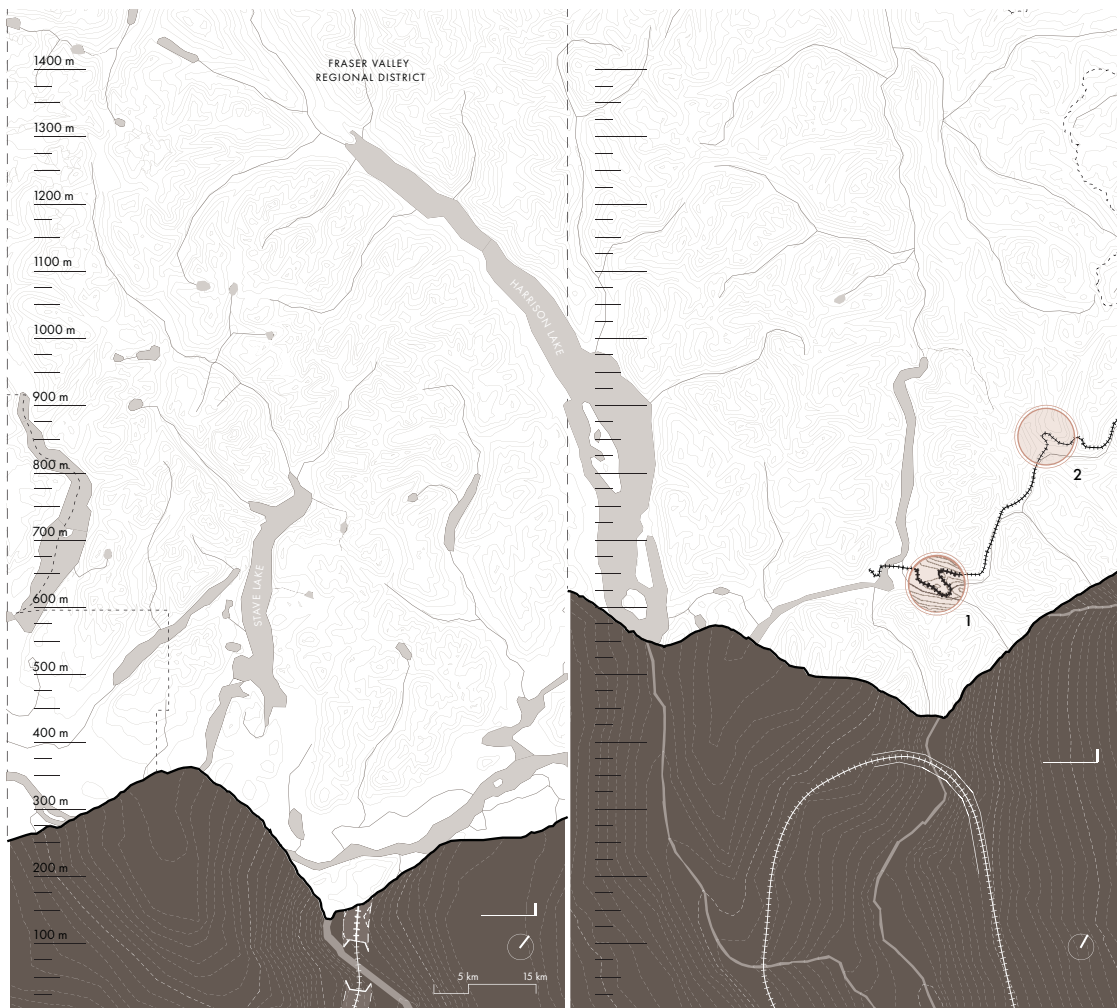 FRASER VALLEY
REGIONAL DISTRICT
1400 m
1300 m
1200 m
1100 m
1000 m
900 m
800 m
700 m
600 m
500 m
400 m
300 m
200 m
100 m
HARRISON LAKE
STAVE LAKE
5 km
15 km
2
1